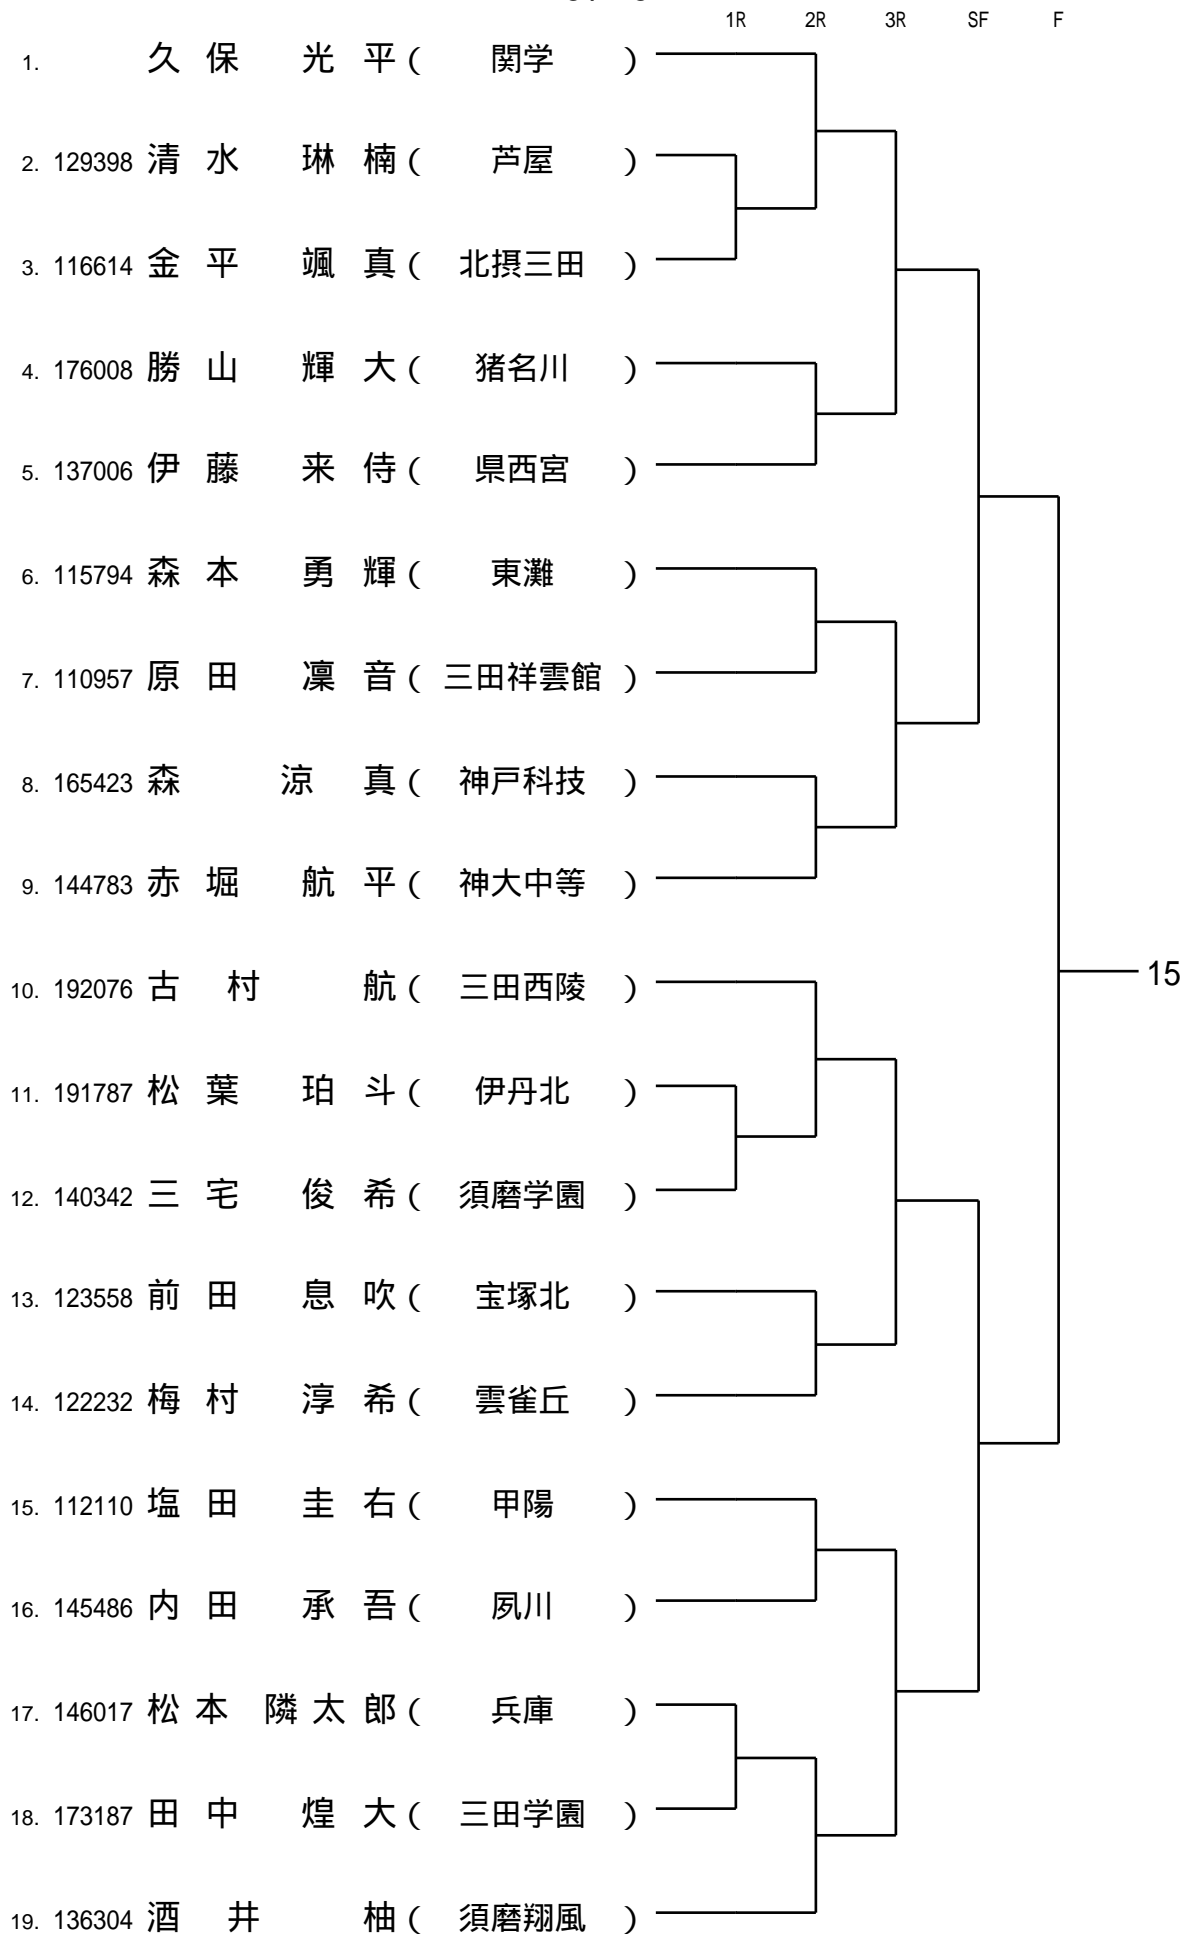 1R 2R 3R SF F
1. 久保 光平 ( 関学 )
2. 129398 清水 琳楠 ( 芦屋 )
3. 116614 金平 颯真 ( 北摂三田 )
4. 176008 勝山 輝大 ( 猪名川 )
5. 137006 伊藤 来侍 ( 県西宮 )
6. 115794 森本 勇輝 ( 東灘 )
7. 110957 原田 凜音 ( 三田祥雲館 )
8. 165423 森 涼真 ( 神戸科技 )
9. 144783 赤堀 航平 ( 神大中等 )
10. 192076 古村 航 ( 三田西陵 )
15
11. 191787 松葉 珀斗 ( 伊丹北 )
12. 140342 三宅 俊希 ( 須磨学園 )
13. 123558 前田 息吹 ( 宝塚北 )
14. 122232 梅村 淳希 ( 雲雀丘 )
15. 112110 塩田 圭右 ( 甲陽 )
16. 145486 内田 承吾 ( 夙川 )
17. 146017 松本 隣太郎 ( 兵庫 )
18. 173187 田中 煌大 ( 三田学園 )
19. 136304 酒井 柚 ( 須磨翔風 )